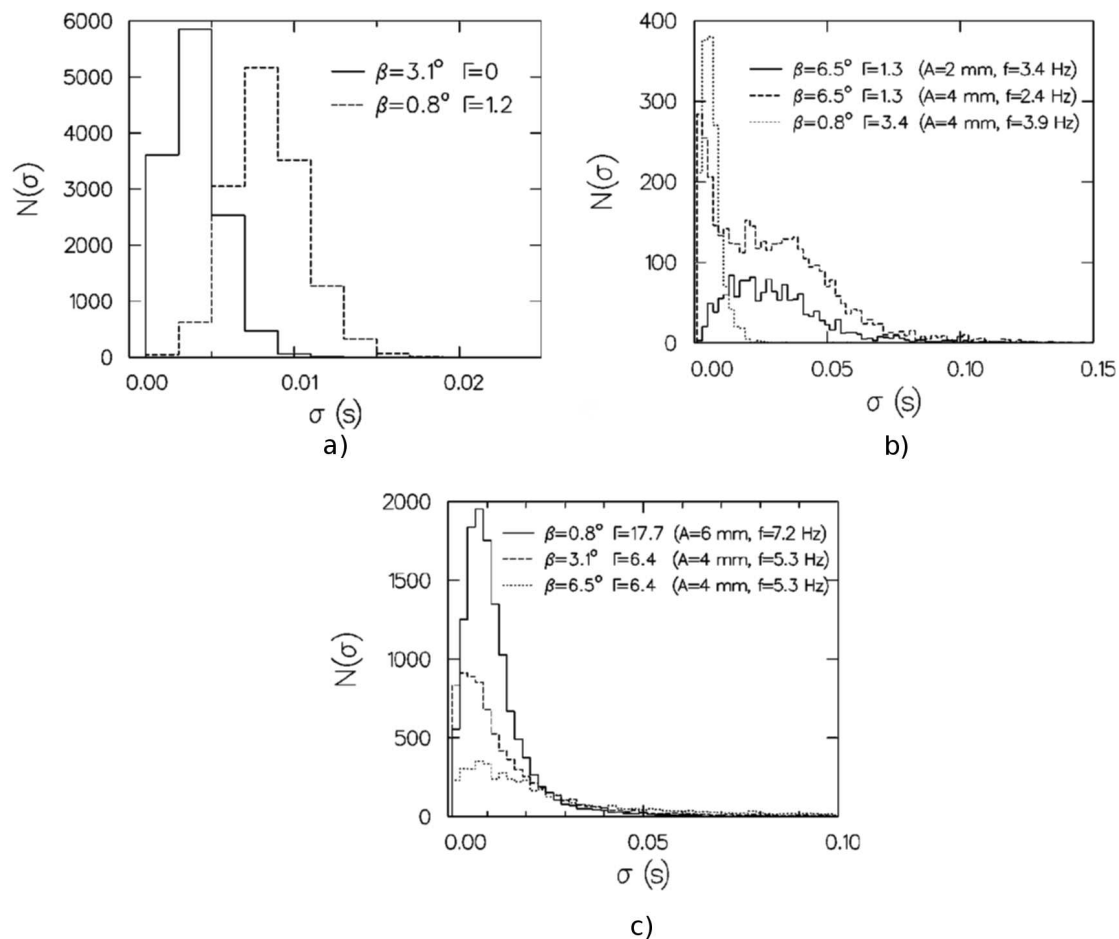 6000
5000
4000
3000
2000
1000
0
N(σ)
β=3.1° Γ=0
β=0.8° Γ=1.2
0.00 0.01 0.02
σ (s)
a)
400
300
200
100
0
N(σ)
β=6.5° Γ=1.3 (A=2 mm, f=3.4 Hz)
β=6.5° Γ=1.3 (A=4 mm, f=2.4 Hz)
β=0.8° Γ=3.4 (A=4 mm, f=3.9 Hz)
0.00 0.05 0.10 0.15
σ (s)
b)
2000
1500
1000
500
0
N(σ)
β=0.8° Γ=17.7 (A=6 mm, f=7.2 Hz)
β=3.1° Γ=6.4 (A=4 mm, f=5.3 Hz)
β=6.5° Γ=6.4 (A=4 mm, f=5.3 Hz)
0.00 0.05 0.10
σ (s)
c)